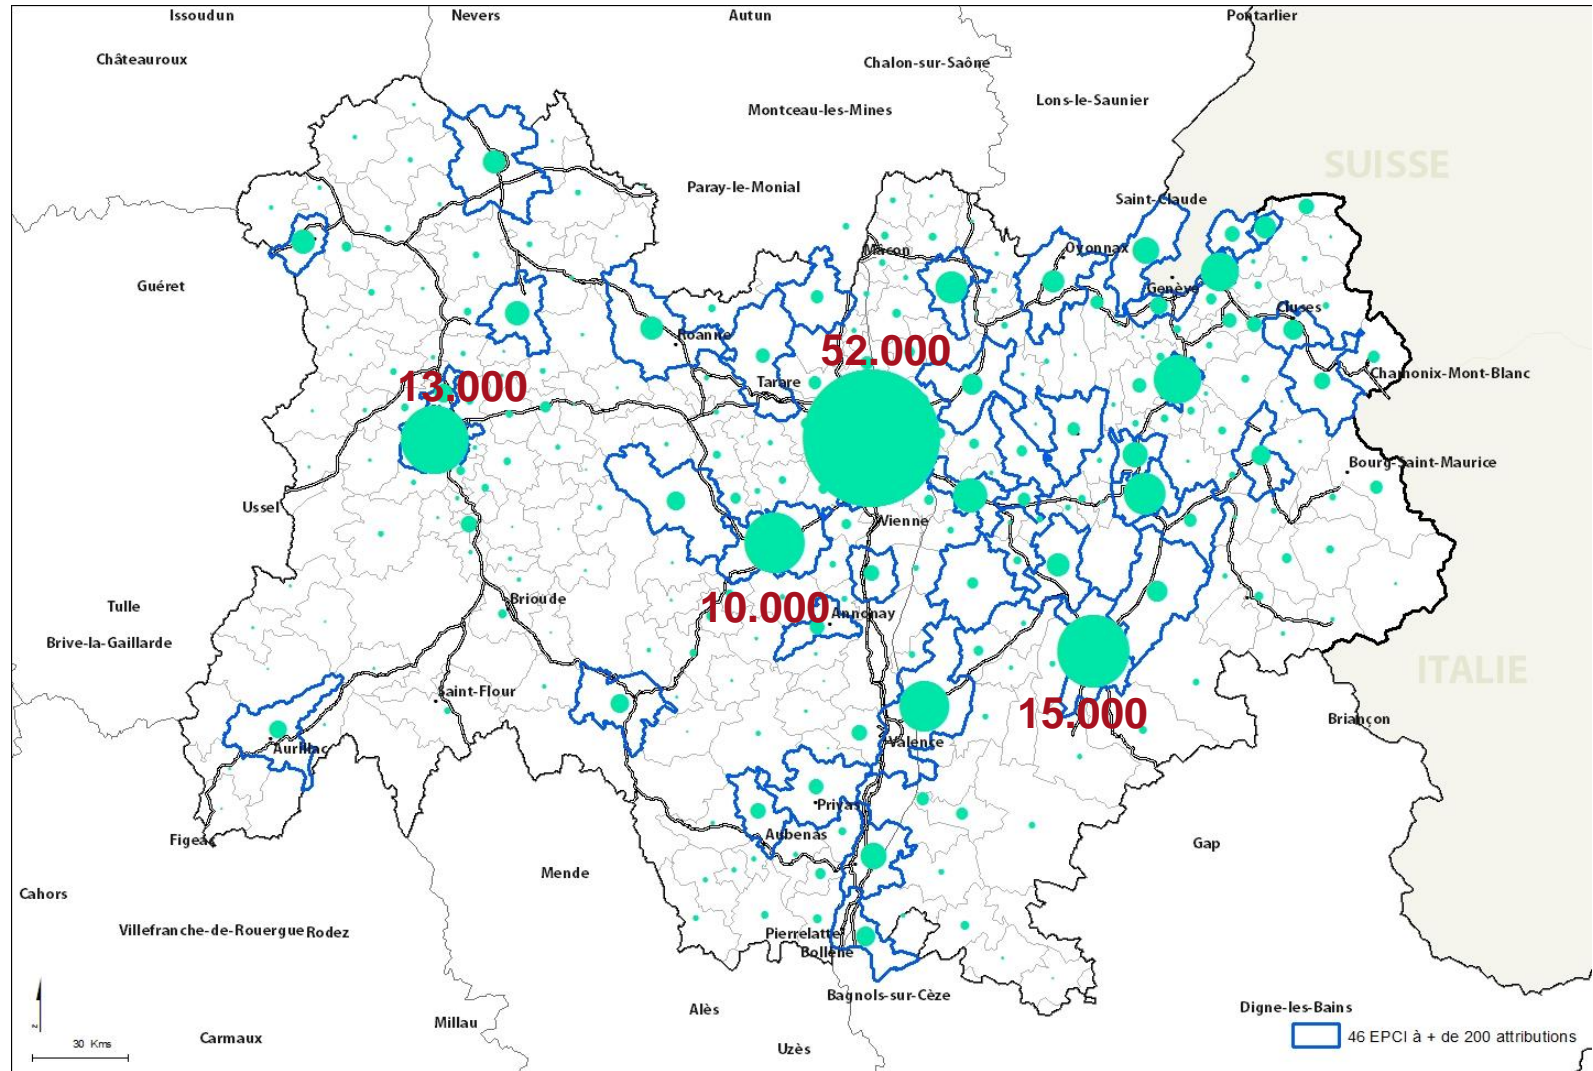 Issoudun
Nevers
Autun
Pontarlier
Châteauroux
Chalon-sur-Saône
Lons-le-Saunier
Montceau-les-Mines
SUISSE
Paray-le-Monial
Saint-Claude
Mâcon
Oyonnax
Guéret
Genève
Cluses
Roanne
52.000
Chamonix-Mont-Blanc
Tarare
13.000
Bourg-Saint-Maurice
Ussel
Vienne
Brioude
Tulle
10.000
Annonay
Brive-la-Gaillarde
ITALIE
Saint-Flour
15.000
Briançon
Aurillac
Valence
Privas
Aubenas
Figeac
Gap
Mende
Cahors
Villefranche-de-Rouergue
Rodez
Pierrelatte
Bollène
Bagnols-sur-Cèze
Alès
Digne-les-Bains
Millau
Carmaux
Uzès
N
30 Kms
46 EPCI à + de 200 attributions